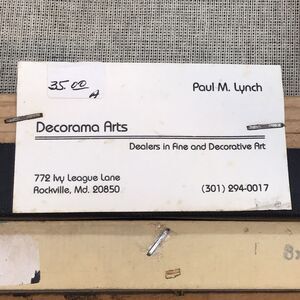 35.00
A
Paul M. Lynch
Decorama Arts
Dealers in Fine and Decorative Art
772 Ivy League Lane
Rockville, Md. 20850
(301) 294-0017